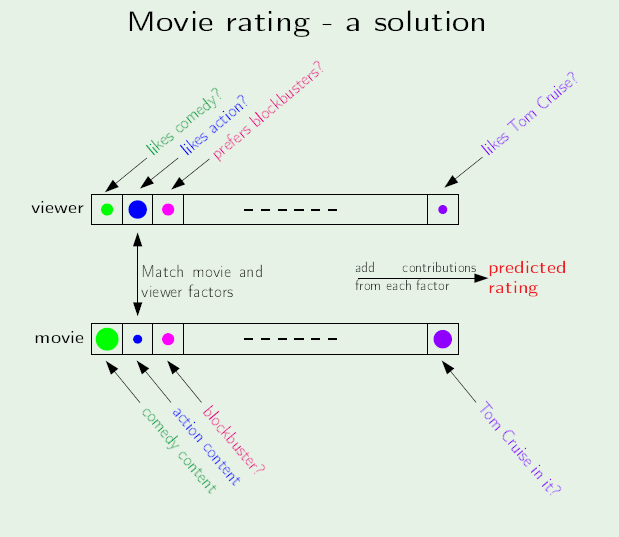 Movie rating - a solution
likes comedy?
likes action?
prefers blockbusters?
likes Tom Cruise?
viewer
Match movie and
viewer factors
add contributions
from each factor
predicted
rating
movie
comedy content
action content
blockbuster?
Tom Cruise in it?